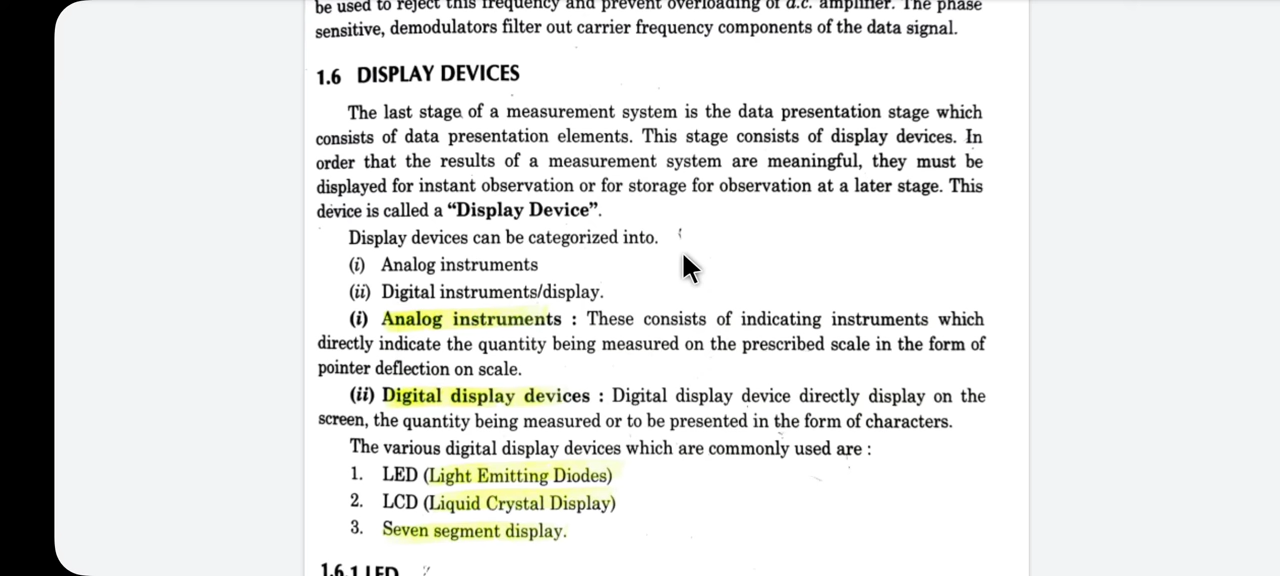 be used to reject this frequency and prevent overloading of a.c. amplifier. The phase
sensitive, demodulators filter out carrier frequency components of the data signal.
1.6 DISPLAY DEVICES
The last stage of a measurement system is the data presentation stage which
consists of data presentation elements. This stage consists of display devices. In
order that the results of a measurement system are meaningful, they must be
displayed for instant observation or for storage for observation at a later stage. This
device is called a “Display Device”.
Display devices can be categorized into.
(i) Analog instruments
(ii) Digital instruments/display.
(i) Analog instruments : These consists of indicating instruments which
directly indicate the quantity being measured on the prescribed scale in the form of
pointer deflection on scale.
(ii) Digital display devices : Digital display device directly display on the
screen, the quantity being measured or to be presented in the form of characters.
The various digital display devices which are commonly used are :
1. LED (Light Emitting Diodes)
2. LCD (Liquid Crystal Display)
3. Seven segment display.
1.6.1 LED